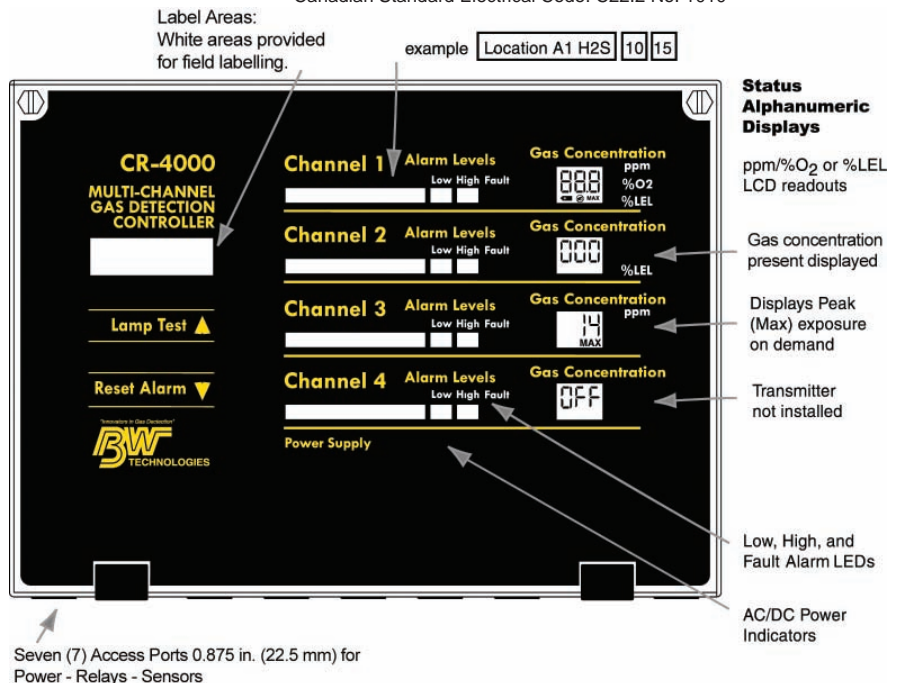 Label Areas:
White areas provided
for field labelling.
example Location A1 H2S 10 15
Status
Alphanumeric
Displays
ppm/%O2 or %LEL
LCD readouts
Gas concentration
present displayed
Displays Peak
(Max) exposure
on demand
Transmitter
not installed
Low, High, and
Fault Alarm LEDs
AC/DC Power
Indicators
CR-4000
MULTI-CHANNEL
GAS DETECTION
CONTROLLER
Lamp Test
Reset Alarm
"Innovators in Gas Detection"
BW
TECHNOLOGIES
Channel 1 Alarm Levels Gas Concentration
Low High Fault
ppm
%O2
%LEL
888
MAX
Channel 2 Alarm Levels Gas Concentration
Low High Fault
000
%LEL
Channel 3 Alarm Levels Gas Concentration
Low High Fault
ppm
14
MAX
Channel 4 Alarm Levels Gas Concentration
Low High Fault
OFF
Power Supply
Seven (7) Access Ports 0.875 in. (22.5 mm) for
Power - Relays - Sensors